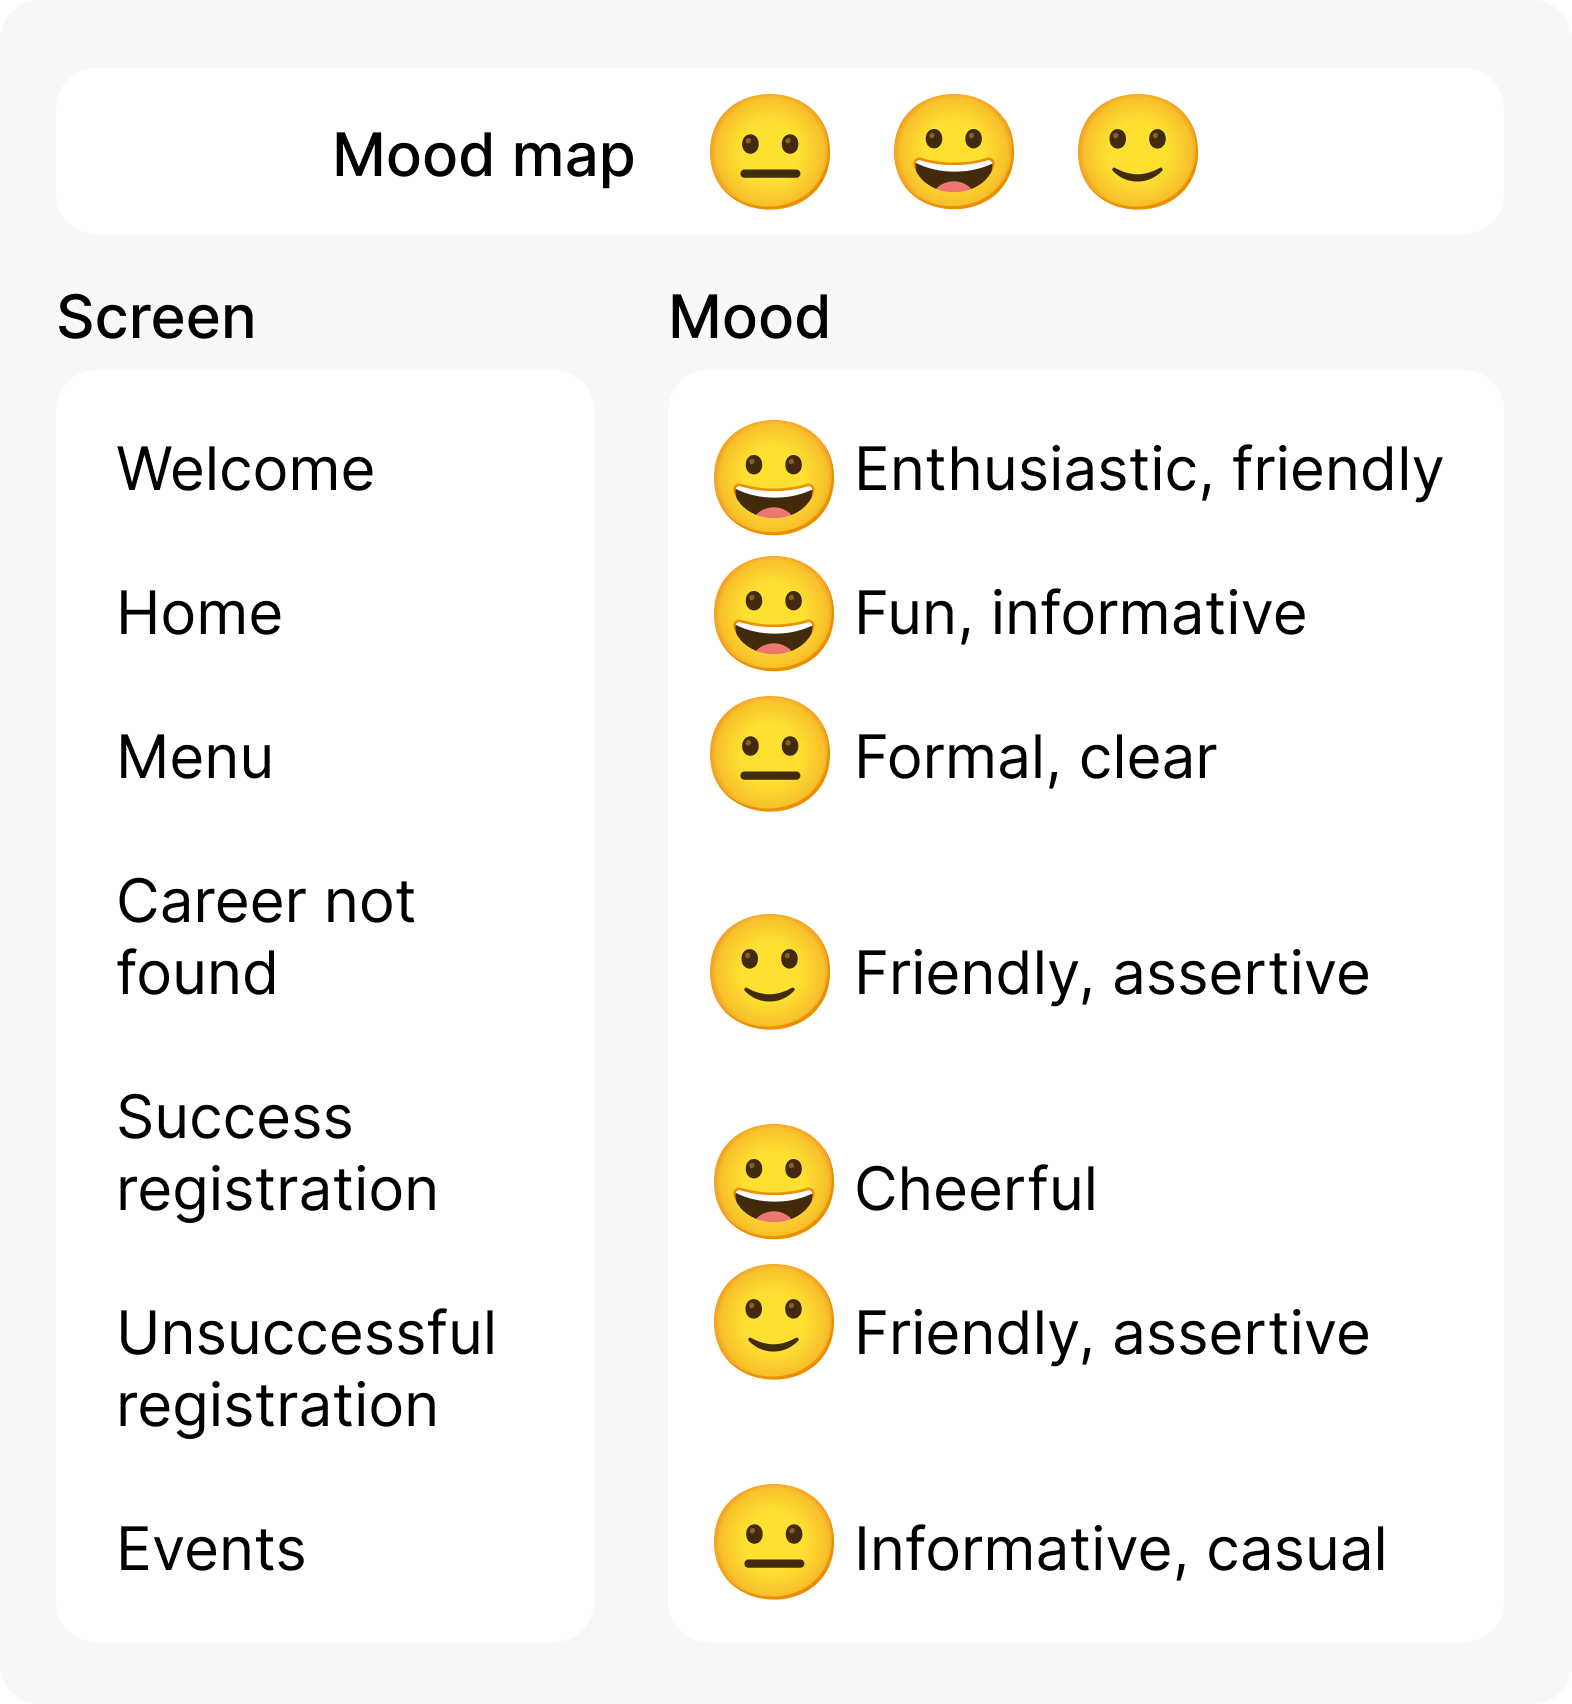 Mood map
Screen
Mood
Welcome
Enthusiastic, friendly
Home
Fun, informative
Menu
Formal, clear
Career not
found
Friendly, assertive
Success
registration
Cheerful
Unsuccessful
registration
Friendly, assertive
Events
Informative, casual